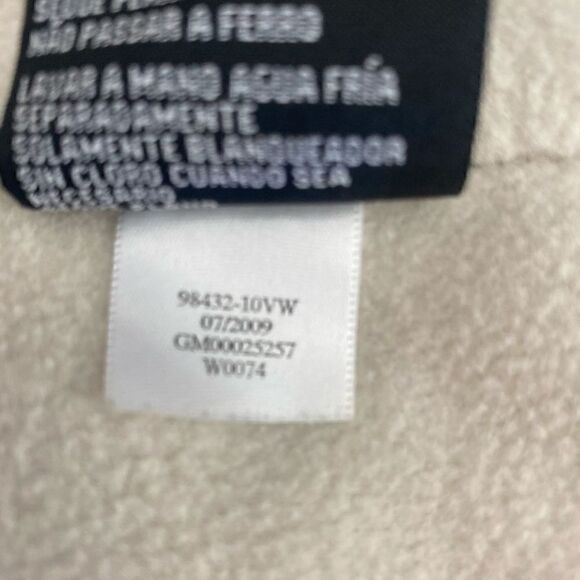 NÃO PASSAR A FERRO
LAVAR A MANO AGUA FRÍA
SEPARADAMENTE
SOLAMENTE BLANQUEADOR
SIN CLORO CUANDO SEA
NECESARIO
98432-10VW
07/2009
GM00025257
W0074